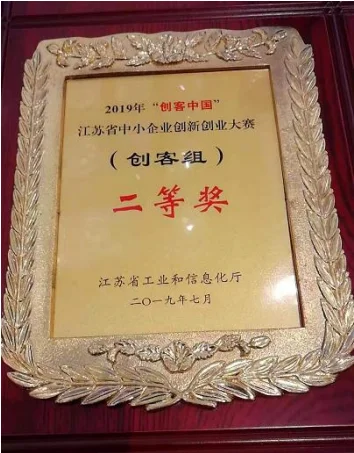 2019年“创客中国”
江苏省中小企业创新创业大赛
（创客组）
二等奖
江苏省工业和信息化厅
二〇一九年七月